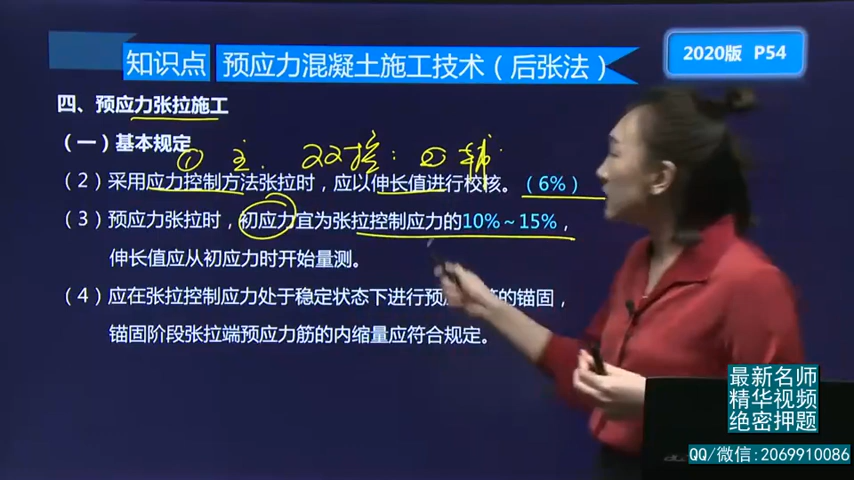 知识点 预应力混凝土施工技术（后张法） 2020版 P54
四、预应力张拉施工
（一）基本规定
① 主. 双控: ② 辅.
（2）采用应力控制方法张拉时，应以伸长值进行校核。（6%）
（3）预应力张拉时，初应力宜为张拉控制应力的10%～15%，
伸长值应从初应力时开始量测。
（4）应在张拉控制应力处于稳定状态下进行预应 的锚固，
锚固阶段张拉端预应力筋的内缩量应符合规定。
最新名师
精华视频
绝密押题
QQ/微信:2069910086